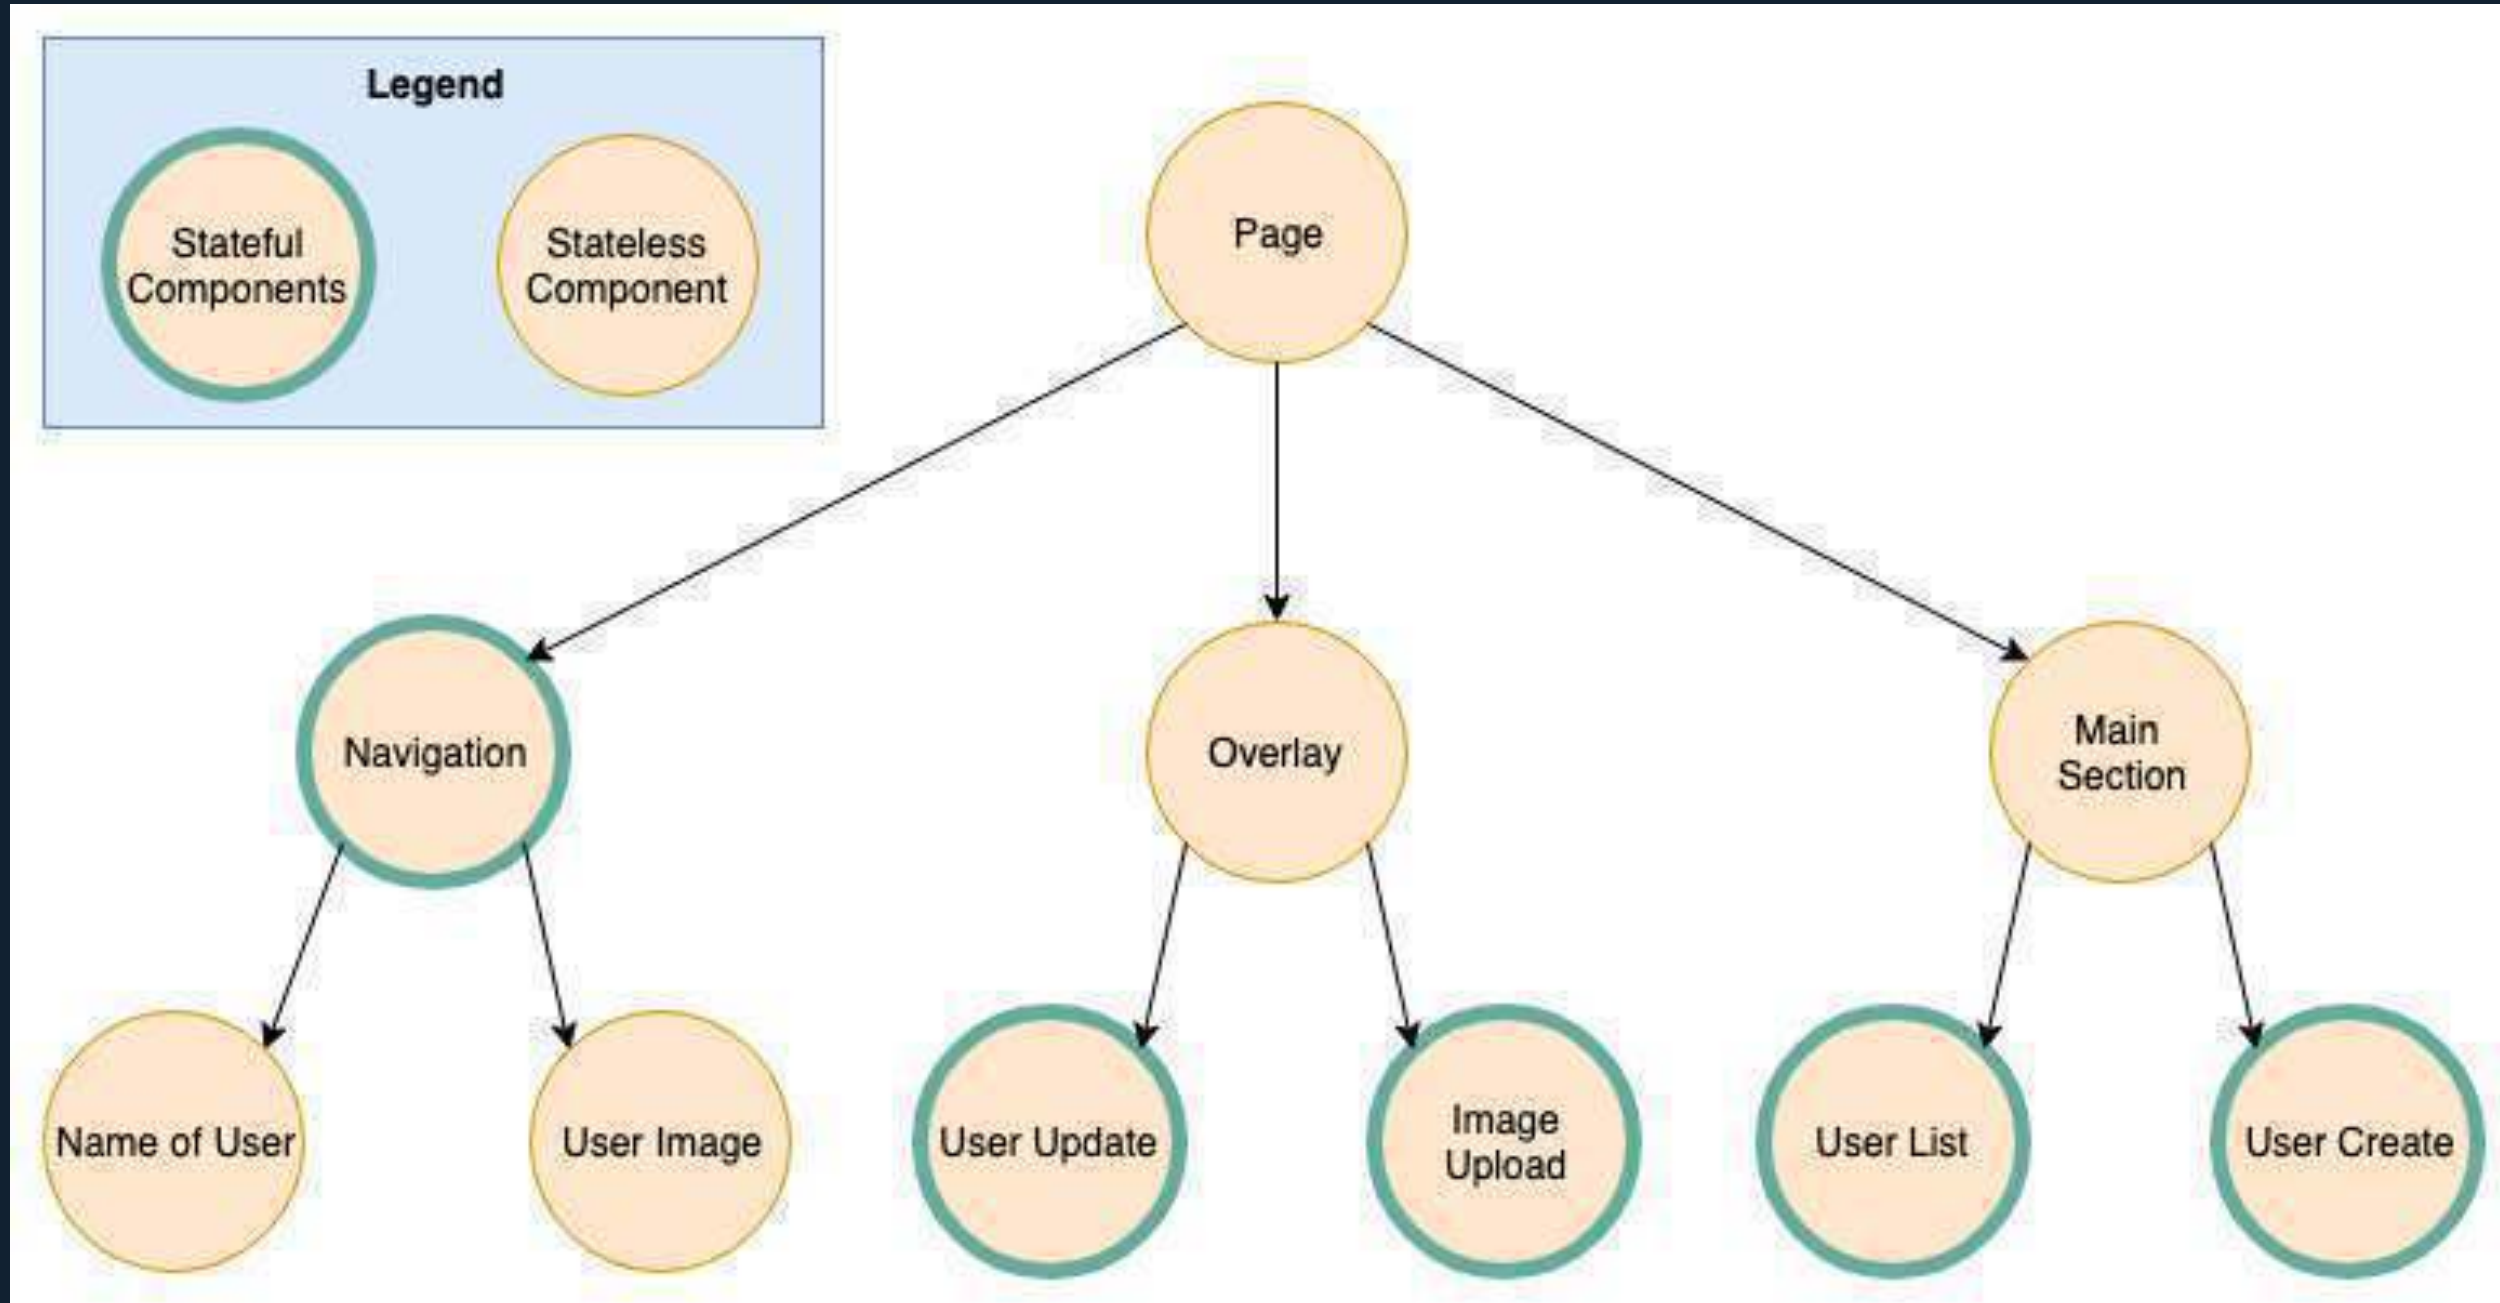 Legend
Stateful
Components
Stateless
Component
Page
Navigation
Overlay
Main
Section
Name of User
User Image
User Update
Image
Upload
User List
User Create